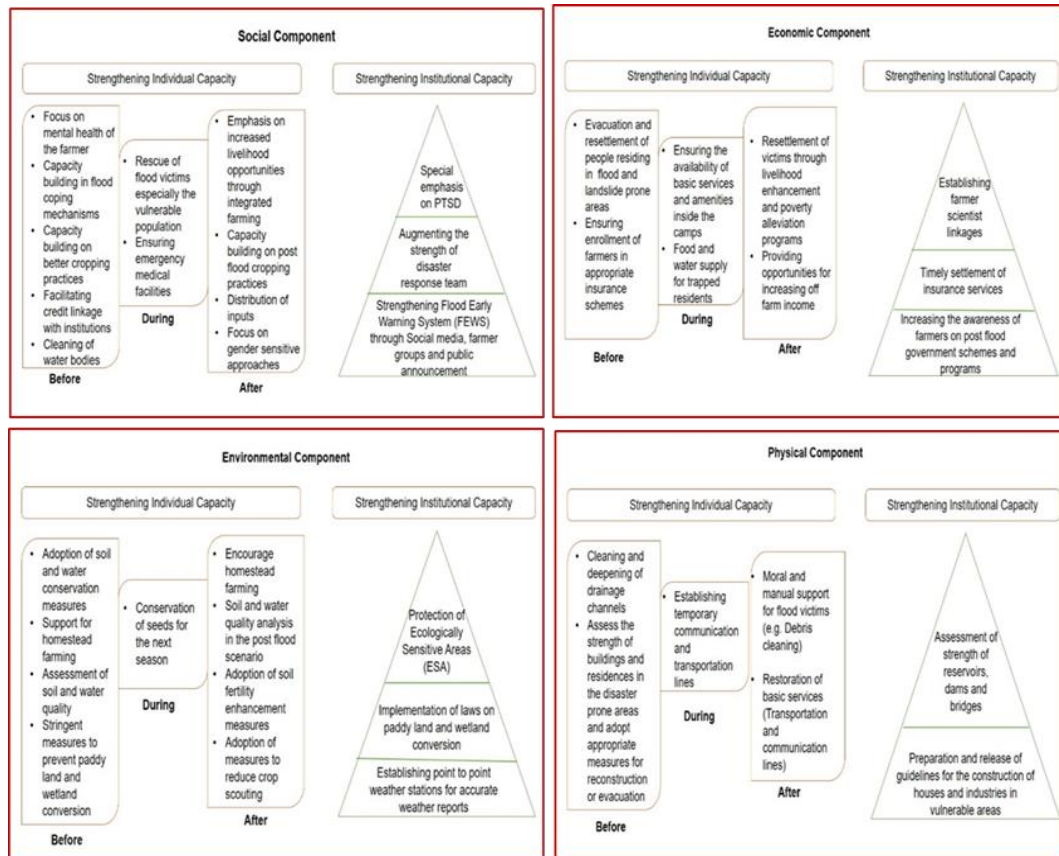 Social Component
Strengthening Individual Capacity
• Focus on
mental health of
the farmer
• Capacity
building in flood
coping
mechanisms
• Capacity
building on
better cropping
practices
• Facilitating
credit linkage
with institutions
• Cleaning of
water bodies
Before
• Rescue of
flood victims
especially the
vulnerable
population
• Ensuring
emergency
medical
facilities
During
• Emphasis on
increased
livelihood
opportunities
through
integrated
farming
• Capacity
building on post
flood cropping
practices
• Distribution of
inputs
• Focus on
gender sensitive
approaches
After
Strengthening Institutional Capacity
Special
emphasis
on PTSD
Augmenting the
strength of
disaster
response team
Strengthening Flood Early
Warning System (FEWS)
through Social media, farmer
groups and public
announcement
Economic Component
Strengthening Individual Capacity
• Evacuation and
resettlement of
people residing
in flood and
landslide prone
areas
• Ensuring
enrollment of
farmers in
appropriate
insurance
schemes
Before
• Ensuring the
availability of
basic services
and amenities
inside the
camps
• Food and
water supply
for trapped
residents
During
• Resettlement of
victims through
livelihood
enhancement
and poverty
alleviation
programs
• Providing
opportunities for
increasing off
farm income
After
Strengthening Institutional Capacity
Establishing
farmer
scientist
linkages
Timely settlement of
insurance services
Increasing the awareness of
farmers on post flood
government schemes and
programs
Environmental Component
Strengthening Individual Capacity
• Adoption of soil
and water
conservation
measures
• Support for
homestead
farming
• Assessment of
soil and water
quality
• Stringent
measures to
prevent paddy
land and
wetland
conversion
Before
• Conservation
of seeds for
the next
season
During
• Encourage
homestead
farming
• Soil and water
quality analysis
in the post flood
scenario
• Adoption of soil
fertility
enhancement
measures
• Adoption of
measures to
reduce crop
scouting
After
Strengthening Institutional Capacity
Protection of
Ecologically
Sensitive Areas
(ESA)
Implementation of laws on
paddy land and wetland
conversion
Establishing point to point
weather stations for accurate
weather reports
Physical Component
Strengthening Individual Capacity
• Cleaning and
deepening of
drainage
channels
• Assess the
strength of
buildings and
residences in
the disaster
prone areas
and adopt
appropriate
measures for
reconstruction
or evacuation
Before
• Establishing
temporary
communication
and
transportation
lines
During
• Moral and
manual support
for flood victims
(e.g. Debris
cleaning)
• Restoration of
basic services
(Transportation
and
communication
lines)
After
Strengthening Institutional Capacity
Assessment of
strength of
reservoirs,
dams and
bridges
Preparation and release of
guidelines for the construction of
houses and industries in
vulnerable areas